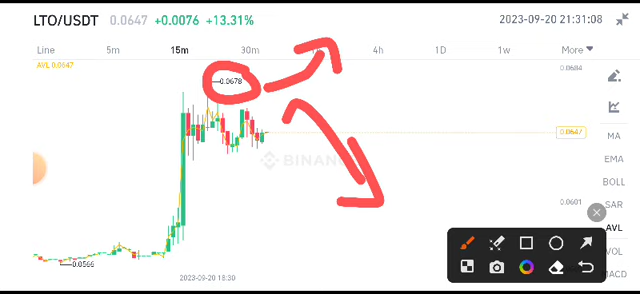 LTO/USDT 0.0647 +0.0076 +13.31% 2023-09-20 21:31:08
Line 5m 15m 30m 4h 1D 1w More
AVL 0.0647
0.0684
0.0678
0.0647
MA
EMA
BINAN
BOLL
0.0601
SAR
AVL
VOL
0.0566
MACD
2023-09-20 18:30